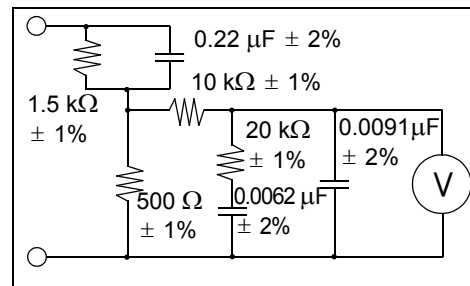 0.22 μF ± 2%
10 kΩ ± 1%
1.5 kΩ
± 1%
20 kΩ
± 1%
0.0091μF
± 2%
V
500 Ω
± 1%
0.0062 μF
± 2%